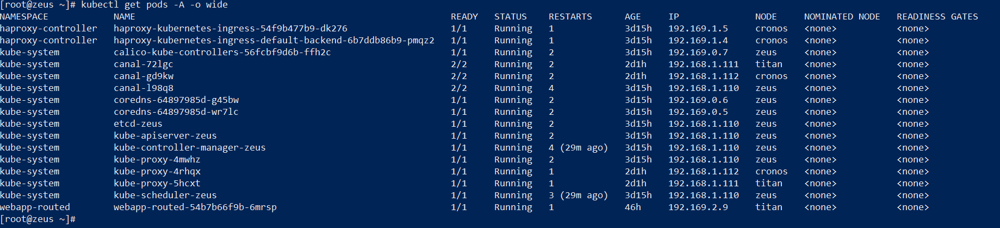 [root@zeus ~]# kubectl get pods -A -o wide
NAMESPACE NAME READY STATUS RESTARTS AGE IP NODE NOMINATED NODE READINESS GATES
haproxy-controller haproxy-kubernetes-ingress-54f9b477b9-dk276 1/1 Running 1 3d15h 192.169.1.5 cronos <none> <none>
haproxy-controller haproxy-kubernetes-ingress-default-backend-6b7ddb86b9-pmqz2 1/1 Running 1 3d15h 192.169.1.4 cronos <none> <none>
kube-system calico-kube-controllers-56fcbf9d6b-ffh2c 1/1 Running 2 3d15h 192.169.0.7 zeus <none> <none>
kube-system canal-72lgc 2/2 Running 2 2d1h 192.168.1.111 titan <none> <none>
kube-system canal-gd9kw 2/2 Running 2 2d1h 192.168.1.112 cronos <none> <none>
kube-system canal-l98q8 2/2 Running 4 3d15h 192.168.1.110 zeus <none> <none>
kube-system coredns-64897985d-g45bw 1/1 Running 2 3d15h 192.169.0.6 zeus <none> <none>
kube-system coredns-64897985d-wr7lc 1/1 Running 2 3d15h 192.169.0.5 zeus <none> <none>
kube-system etcd-zeus 1/1 Running 2 3d15h 192.168.1.110 zeus <none> <none>
kube-system kube-apiserver-zeus 1/1 Running 2 3d15h 192.168.1.110 zeus <none> <none>
kube-system kube-controller-manager-zeus 1/1 Running 4 (29m ago) 3d15h 192.168.1.110 zeus <none> <none>
kube-system kube-proxy-4mwhz 1/1 Running 2 3d15h 192.168.1.110 zeus <none> <none>
kube-system kube-proxy-4rhqx 1/1 Running 1 2d1h 192.168.1.112 cronos <none> <none>
kube-system kube-proxy-5hcxt 1/1 Running 1 2d1h 192.168.1.111 titan <none> <none>
kube-system kube-scheduler-zeus 1/1 Running 3 (29m ago) 3d15h 192.168.1.110 zeus <none> <none>
webapp-routed webapp-routed-54b7b66f9b-6mrsp 1/1 Running 1 46h 192.169.2.9 titan <none> <none>
[root@zeus ~]#